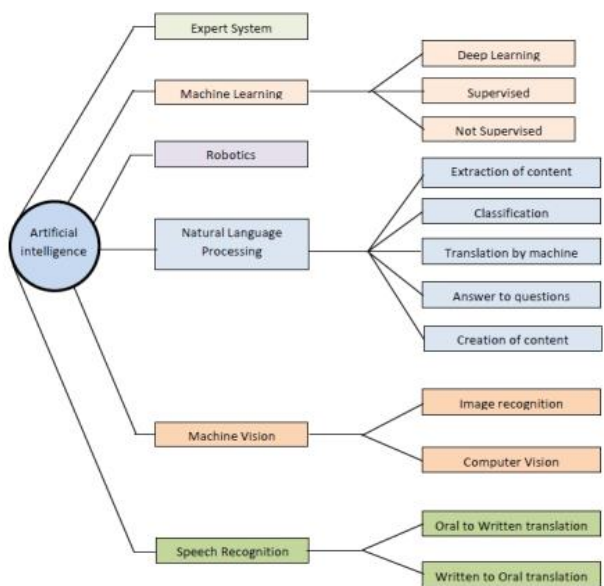 Expert System
Machine Learning
Deep Learning
Supervised
Not Supervised
Robotics
Artificial
intelligence
Natural Language
Processing
Extraction of content
Classification
Translation by machine
Answer to questions
Creation of content
Machine Vision
Image recognition
Computer Vision
Speech Recognition
Oral to Written translation
Written to Oral translation